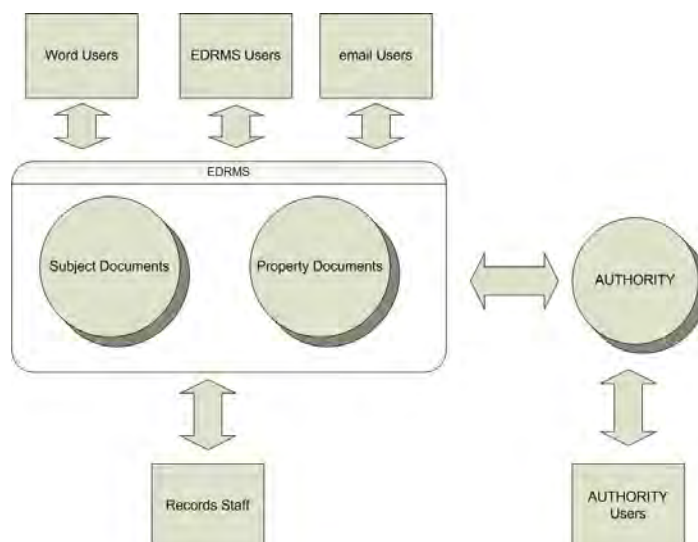 Word Users
EDRMS Users
email Users
EDRMS
Subject Documents
Property Documents
AUTHORITY
Records Staff
AUTHORITY
Users